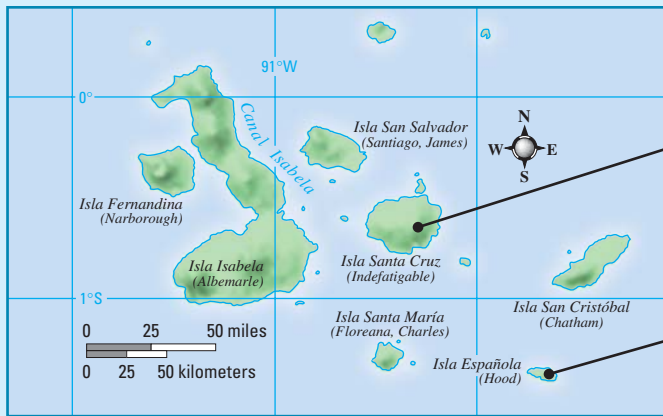 91°W
0°
Canal Isabela
Isla San Salvador
(Santiago, James)
N
W E
S
Isla Fernandina
(Narborough)
Isla Isabela
(Albemarle)
Isla Santa Cruz
(Indefatigable)
1°S
Isla San Cristóbal
(Chatham)
Isla Santa María
(Floreana, Charles)
Isla Española
(Hood)
0 25 50 miles
0 25 50 kilometers